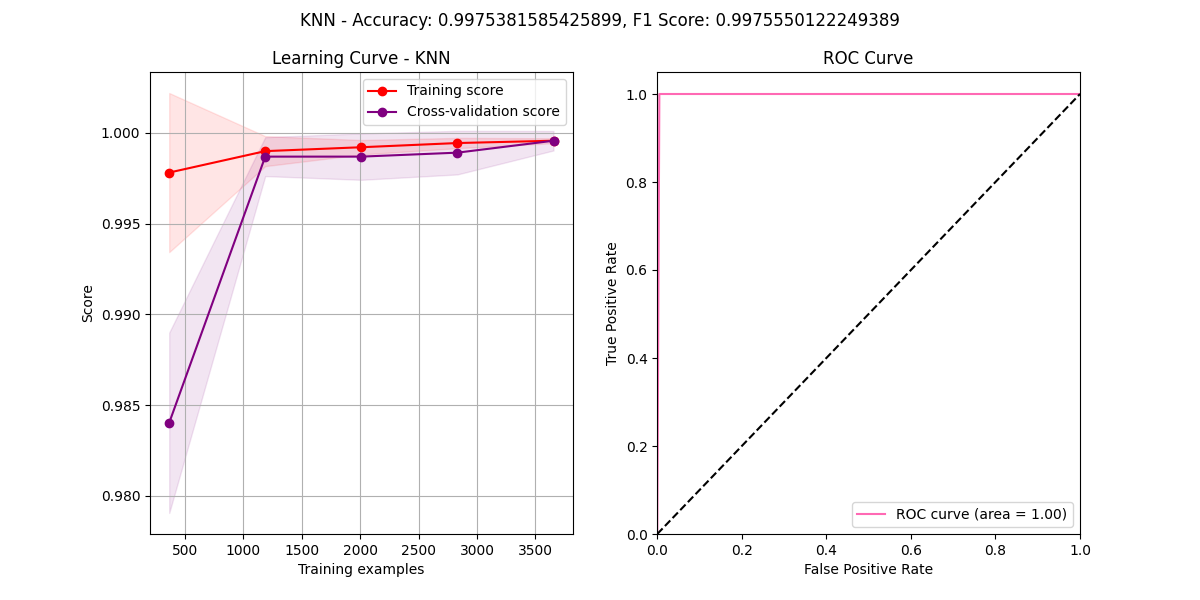 KNN - Accuracy: 0.9975381585425899, F1 Score: 0.9975550122249389
Learning Curve - KNN
Training score
Cross-validation score
Score
1.000
0.995
0.990
0.985
0.980
500 1000 1500 2000 2500 3000 3500
Training examples
ROC Curve
True Positive Rate
1.0
0.8
0.6
0.4
0.2
0.0
ROC curve (area = 1.00)
0.0 0.2 0.4 0.6 0.8 1.0
False Positive Rate